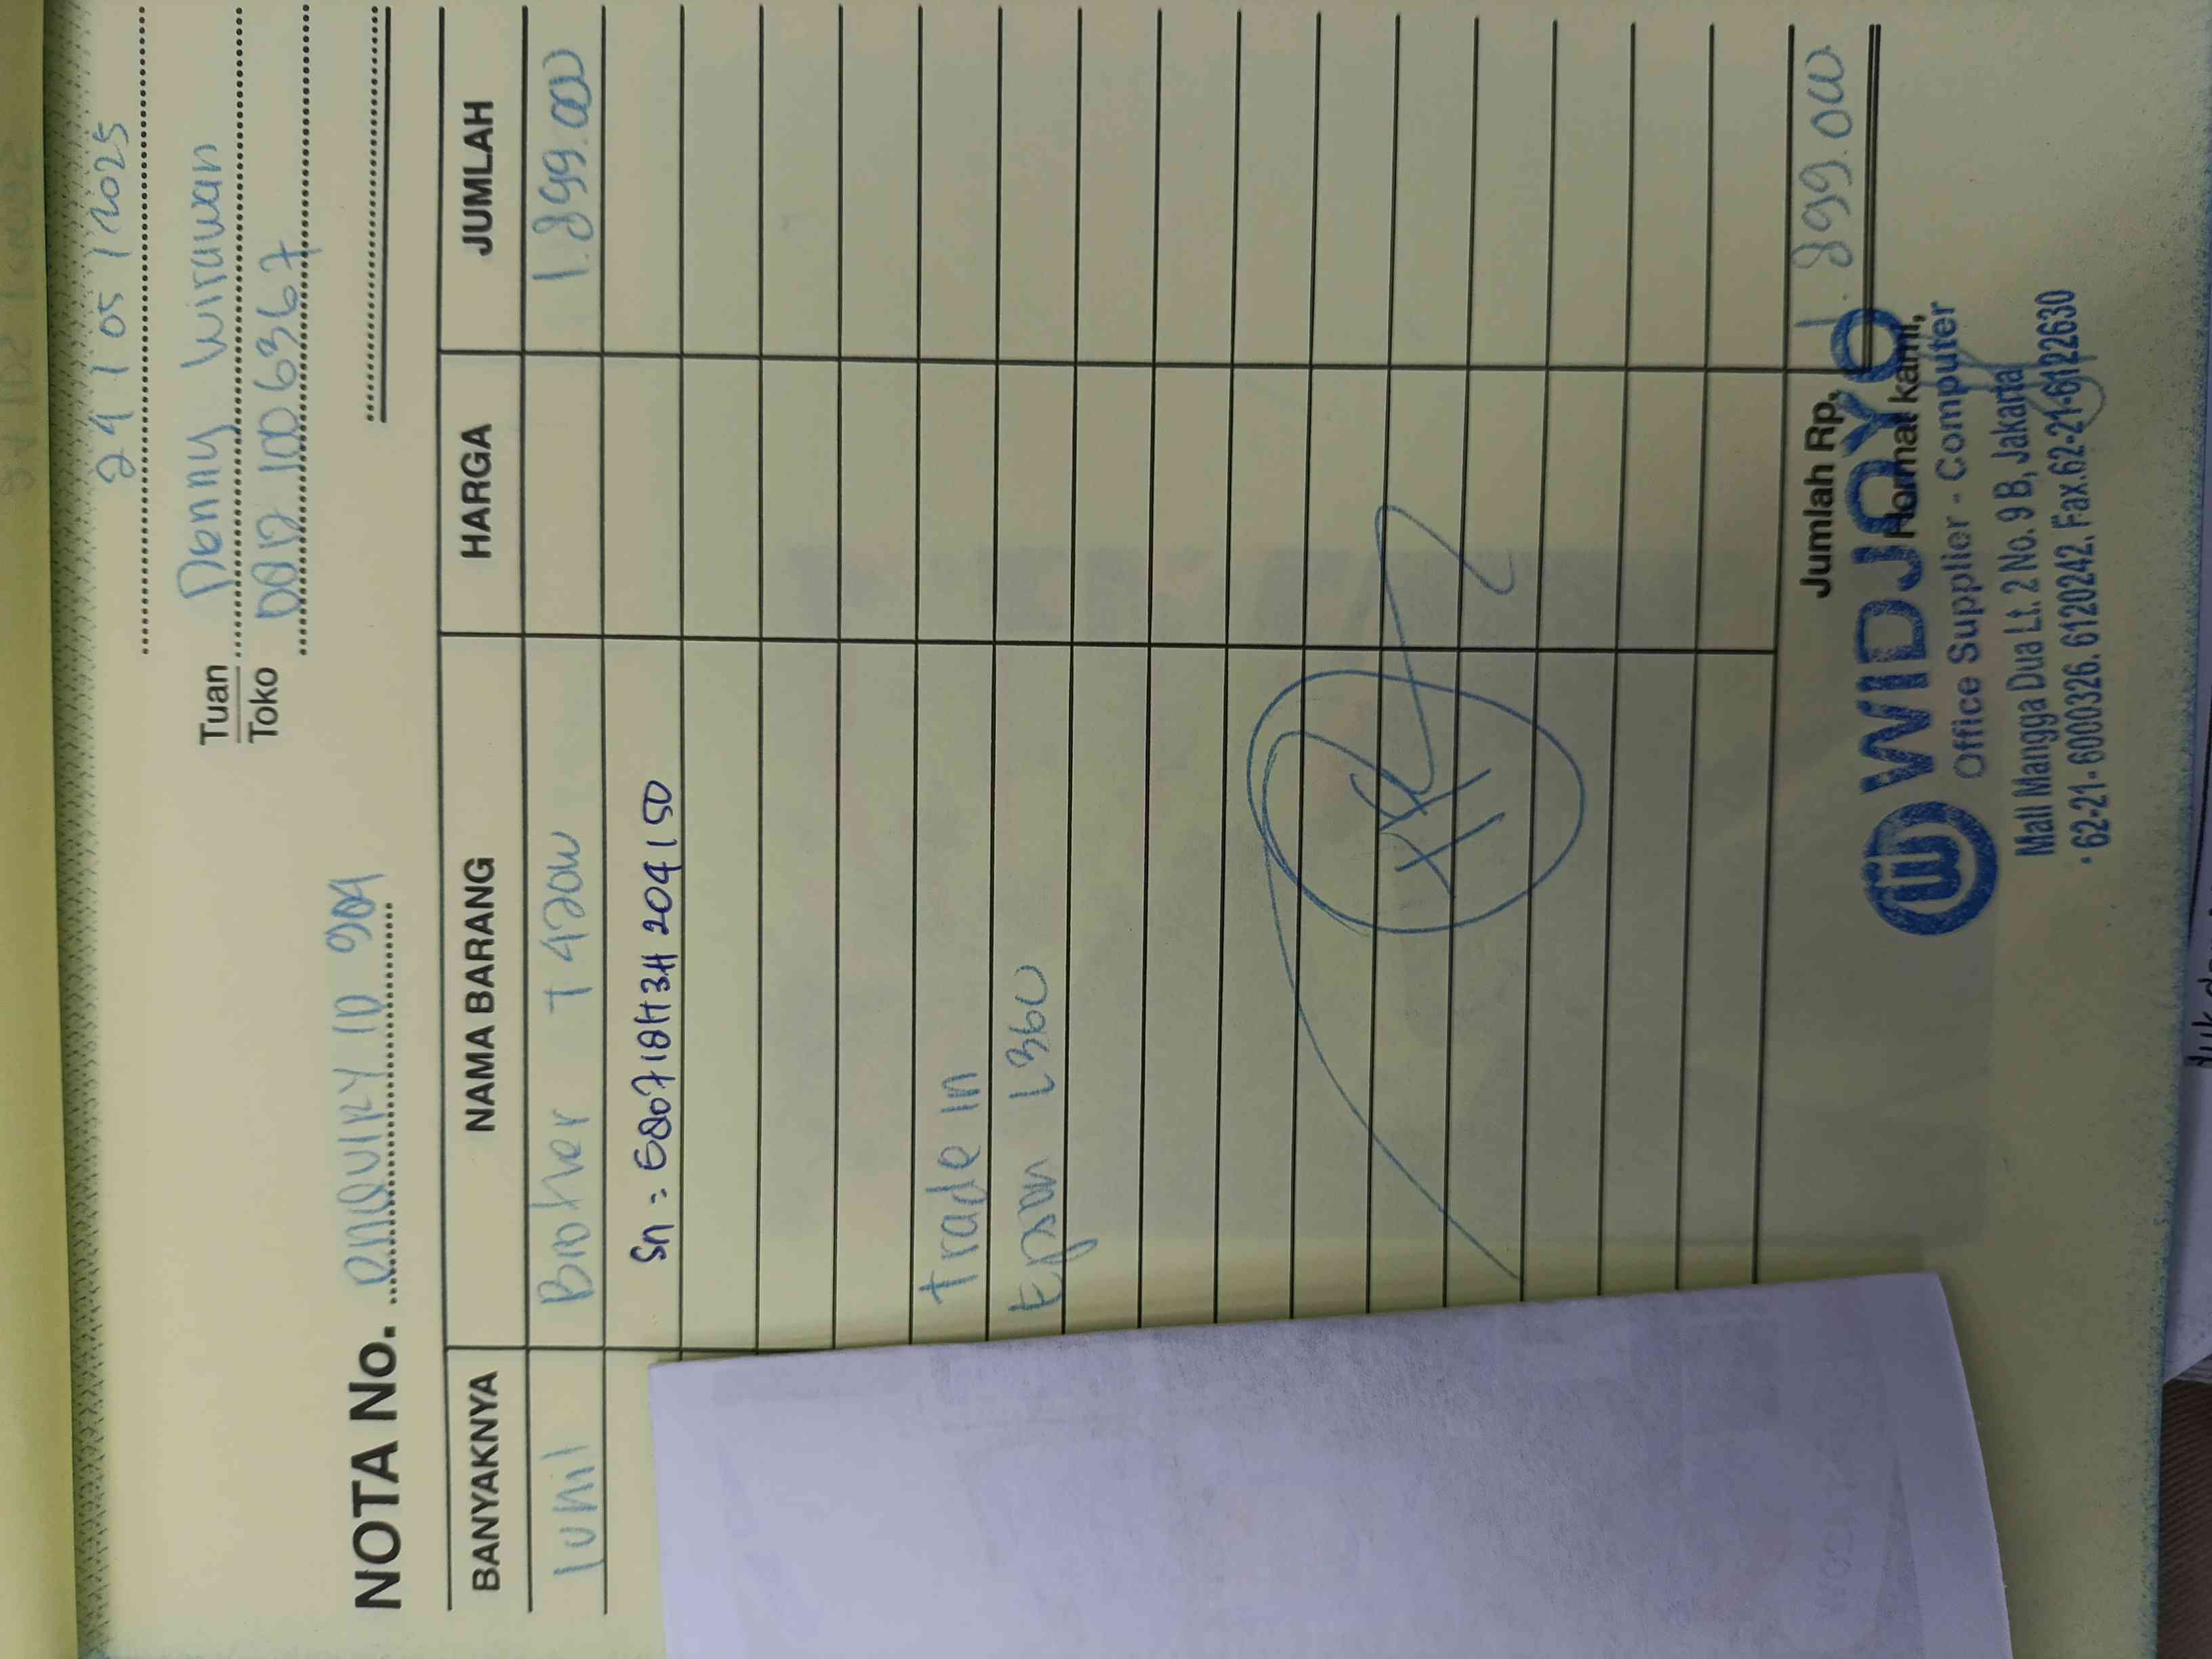 24 / 05 / 2025
Tuan Denny Wirawan
Toko 0812 100 6367
NOTA No. ENQUIRY ID 904
BANYAKNYA NAMA BARANG HARGA JUMLAH
1 Unit Brother T420W 1.899.000
Sn = E80718H3H204150
Trade In
Epson L360
Jumlah Rp. 1.899.000
Hormat kami,
WIDJOYO
Office Supplier - Computer
Mall Mangga Dua Lt. 2 No. 9 B, Jakarta
62-21- 6000326. 6120242. Fax.62-21-6122630